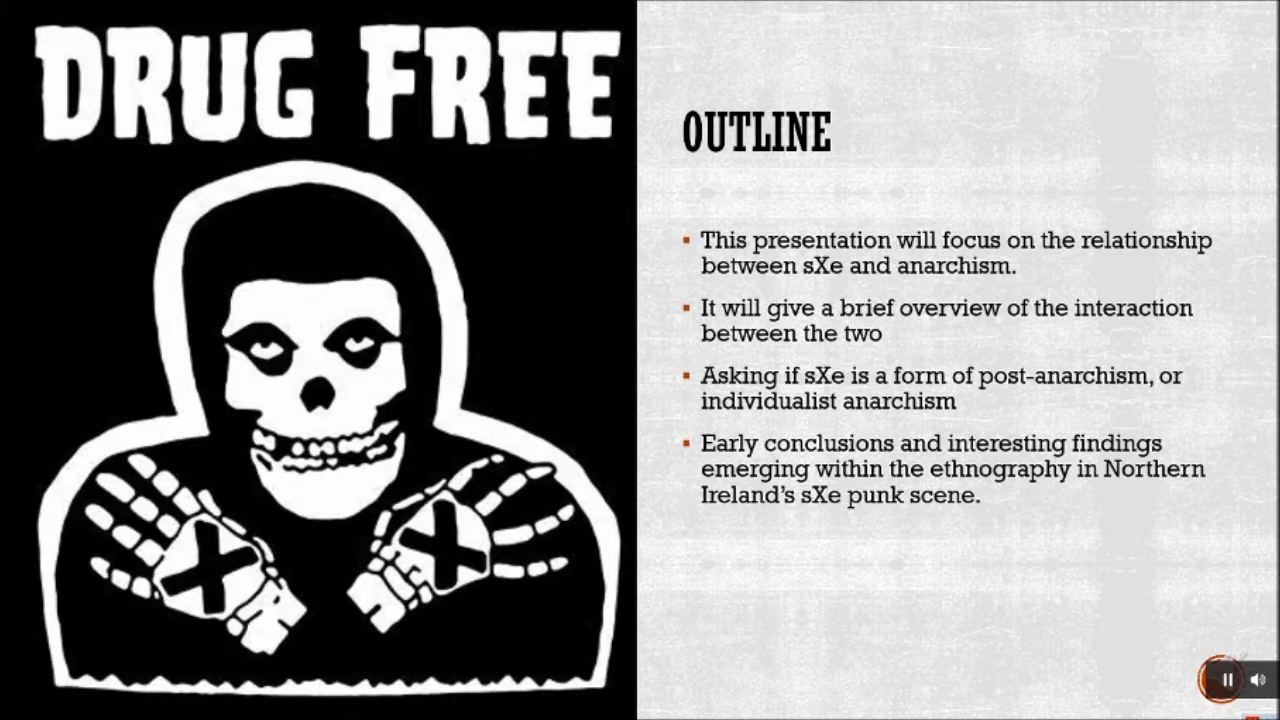 DRUG FREE
OUTLINE
▪ This presentation will focus on the relationship
between sXe and anarchism.
▪ It will give a brief overview of the interaction
between the two
▪ Asking if sXe is a form of post-anarchism, or
individualist anarchism
▪ Early conclusions and interesting findings
emerging within the ethnography in Northern
Ireland's sXe punk scene.
X X